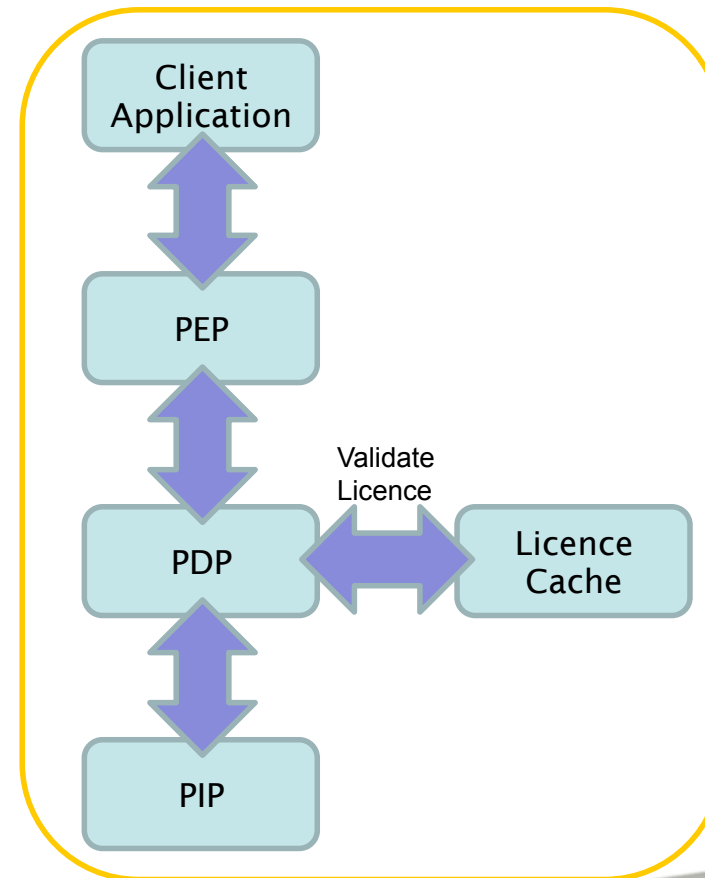 Client
Application
PEP
Validate
Licence
PDP
Licence
Cache
PIP